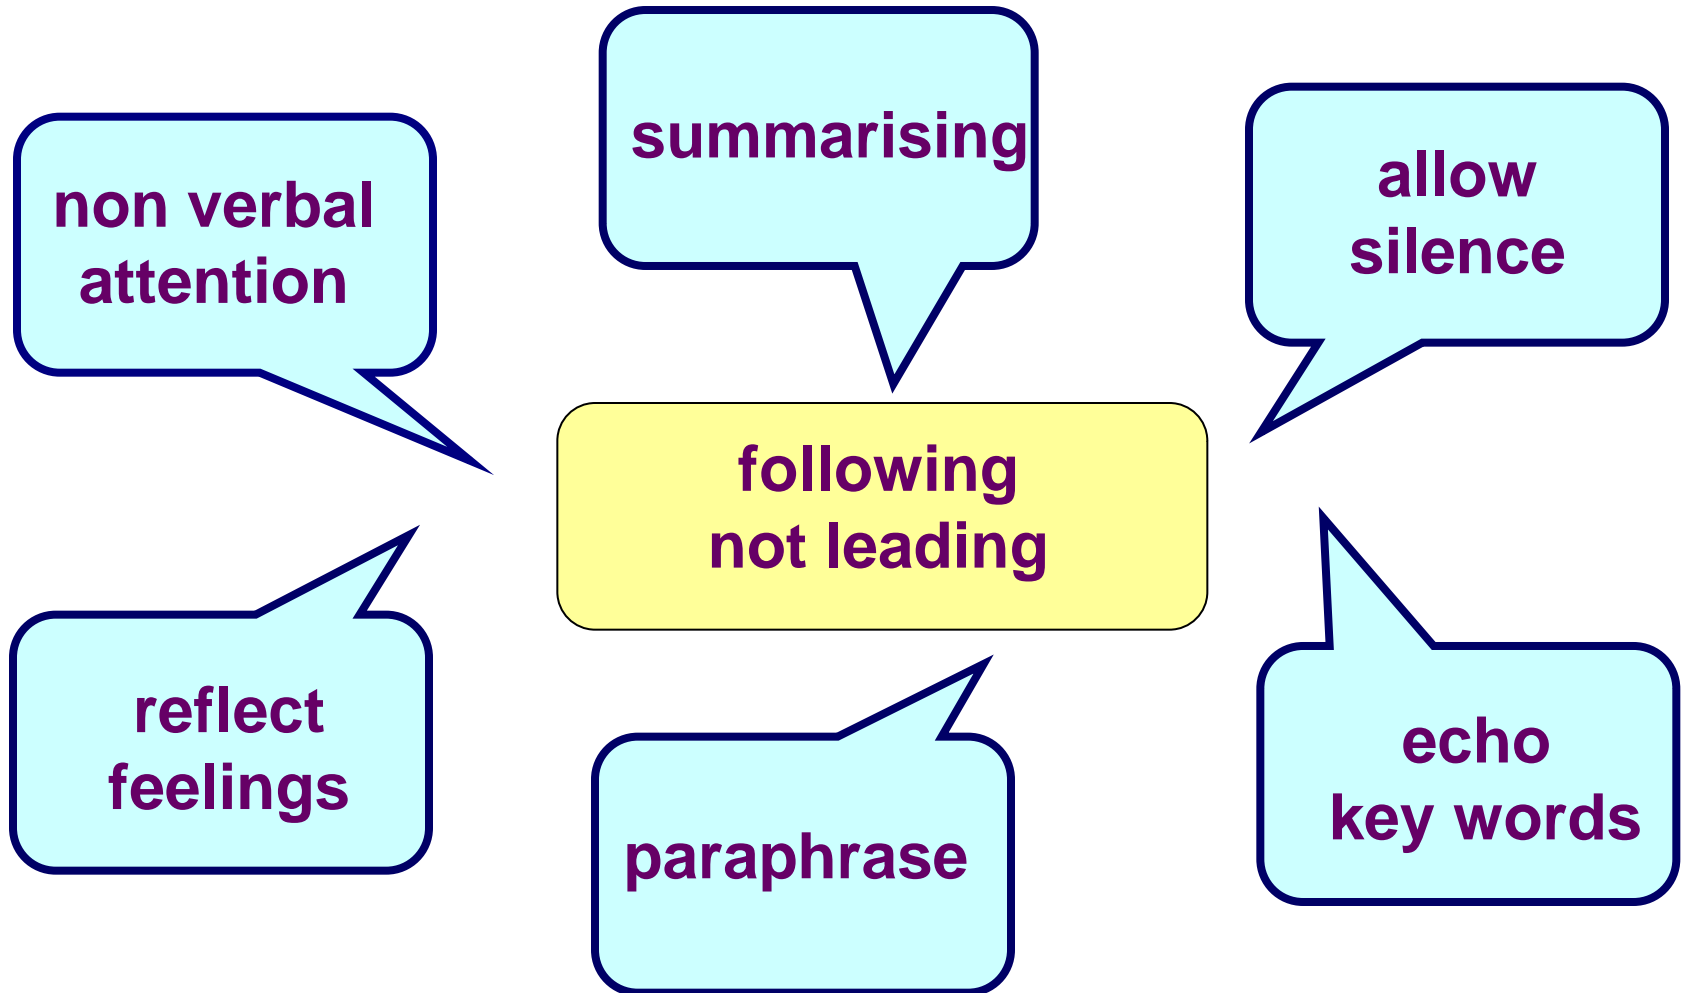 summarising
non verbal
attention
allow
silence
following
not leading
reflect
feelings
echo
key words
paraphrase